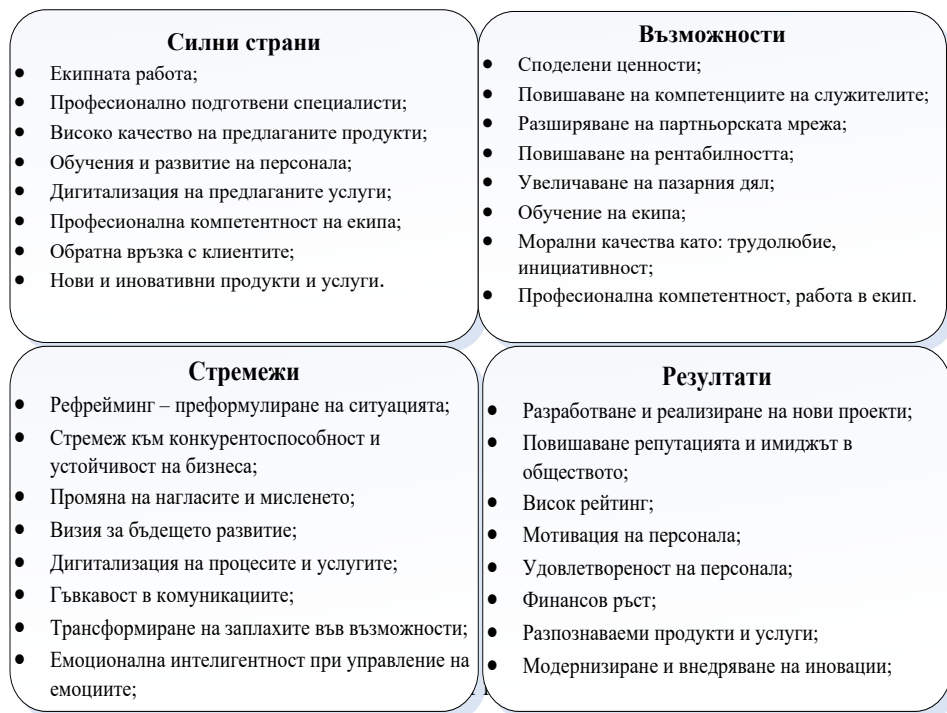 Силни страни
• Екипната работа;
• Професионално подготвени специалисти;
• Високо качество на предлаганите продукти;
• Обучения и развитие на персонала;
• Дигитализация на предлаганите услуги;
• Професионална компетентност на екипа;
• Обратна връзка с клиентите;
• Нови и иновативни продукти и услуги.
Възможности
• Споделени ценности;
• Повишаване на компетенциите на служителите;
• Разширяване на партньорската мрежа;
• Повишаване на рентабилността;
• Увеличаване на пазарния дял;
• Обучение на екипа;
• Морални качества като: трудолюбие,
инициативност;
• Професионална компетентност, работа в екип.
Стремежи
• Рефрейминг – преформулиране на ситуацията;
• Стремеж към конкурентоспособност и
устойчивост на бизнеса;
• Промяна на нагласите и мисленето;
• Визия за бъдещето развитие;
• Дигитализация на процесите и услугите;
• Гъвкавост в комуникациите;
• Трансформиране на заплахите във възможности;
• Емоционална интелигентност при управление на
емоциите;
Резултати
• Разработване и реализиране на нови проекти;
• Повишаване репутацията и имиджът в
обществото;
• Висок рейтинг;
• Мотивация на персонала;
• Удовлетвореност на персонала;
• Финансов ръст;
• Разпознаваеми продукти и услуги;
• Модернизиране и внедряване на иновации;